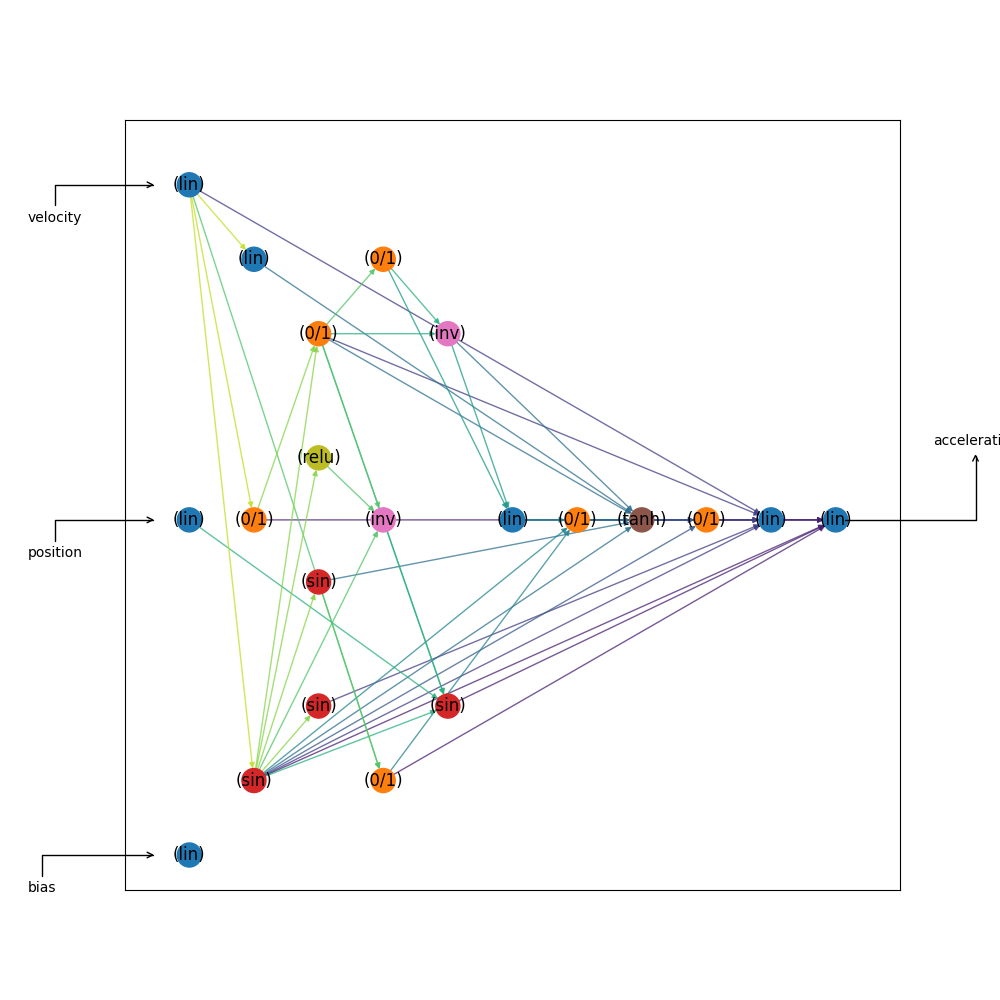 (lin)
velocity
(lin)
(0/1)
(0/1)
(inv)
accelerati
(relu)
(lin)
(0/1)
(inv)
(lin)
(0/1)
(tanh)
(0/1)
(lin)
(lin)
position
(sin)
(sin)
(sin)
(sin)
(0/1)
(lin)
bias